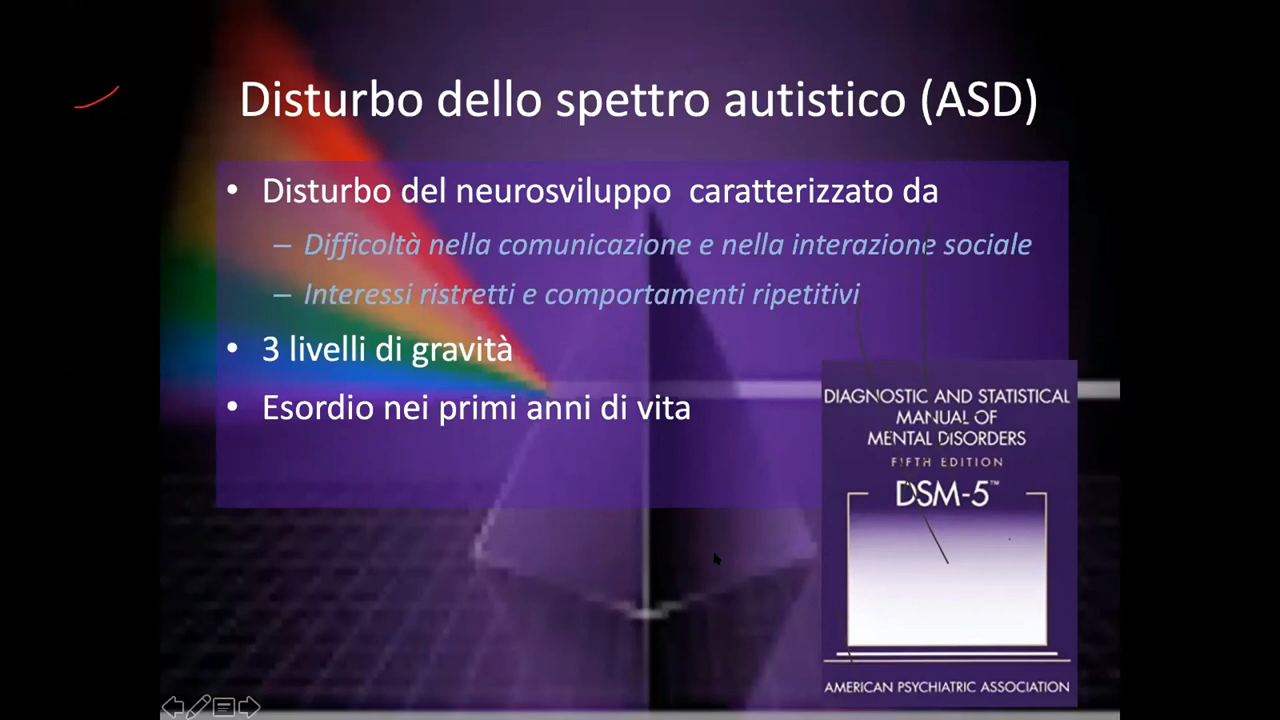 Disturbo dello spettro autistico (ASD)
• Disturbo del neurosviluppo caratterizzato da
– Difficoltà nella comunicazione e nella interazione sociale
– Interessi ristretti e comportamenti ripetitivi
• 3 livelli di gravità
• Esordio nei primi anni di vita
DIAGNOSTIC AND STATISTICAL
MANUAL OF
MENTAL DISORDERS
FIFTH EDITION
DSM-5™
AMERICAN PSYCHIATRIC ASSOCIATION